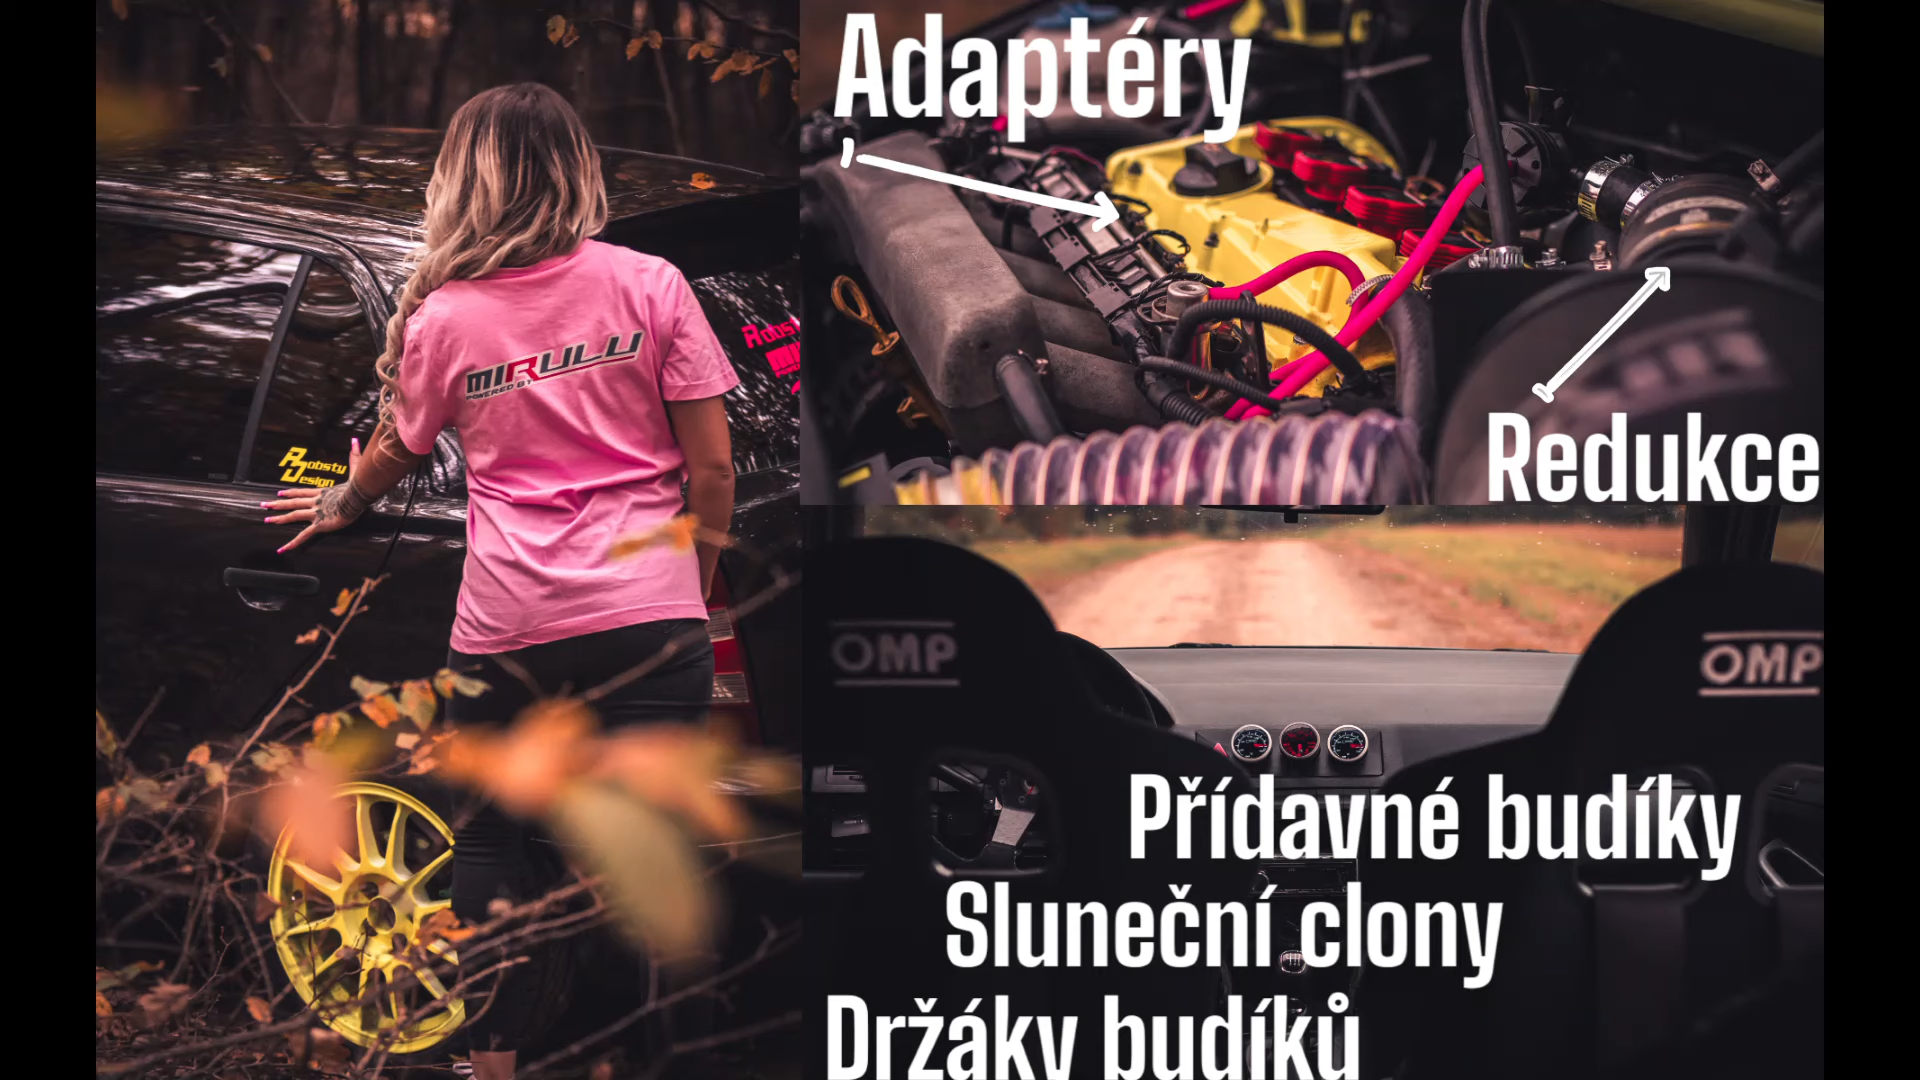 MIRULU
POWERED BY
Robsty
Design
Adaptéry
Redukce
OMP
OMP
Přídavné budíky
Sluneční clony
Držáky budíků